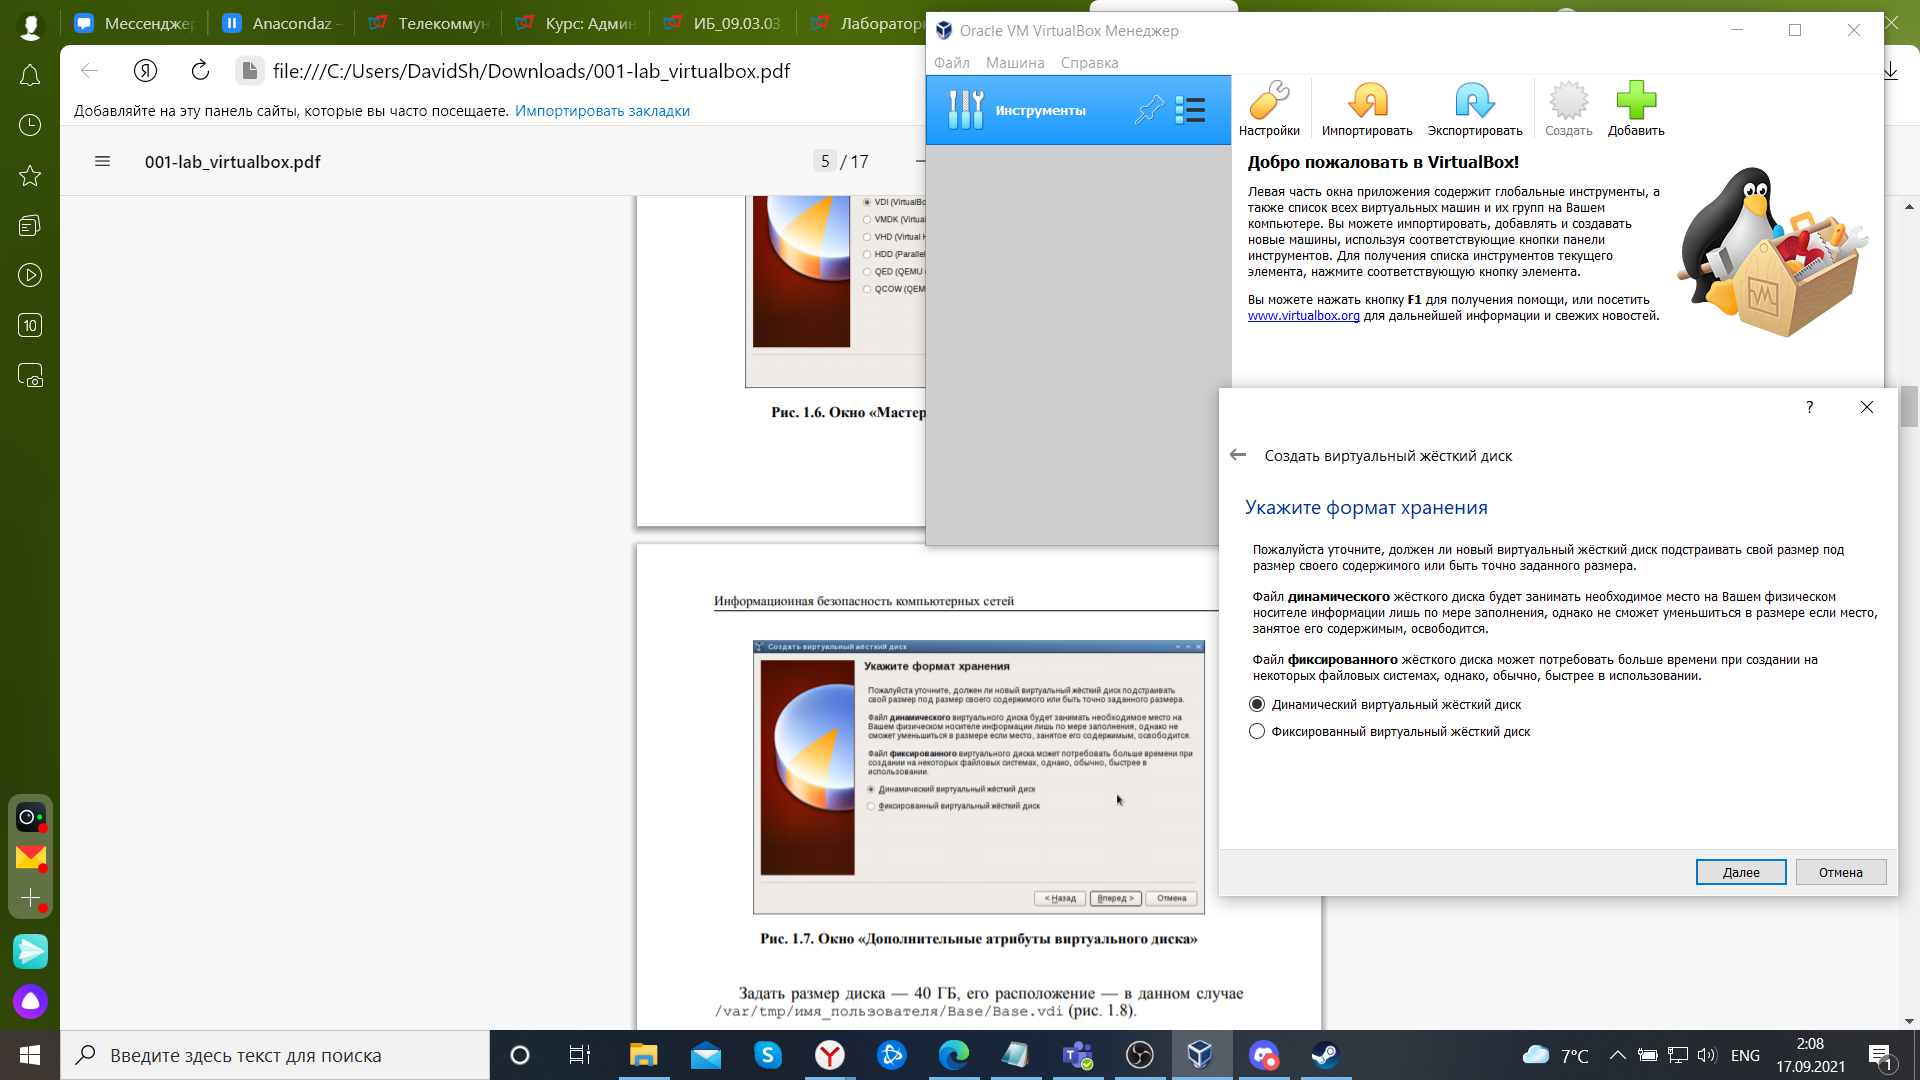 Мессендже
Anacondaz -
Телекоммун
Курс: Адми
ИБ_09.03.03
Лаборатор
file:///C:/Users/DavidSh/Downloads/001-lab_virtualbox.pdf
Добавляйте на эту панель сайты, которые вы часто посещаете. Импортировать закладки
001-lab_virtualbox.pdf
5 / 17
10
VDI (VirtualBo
VMDK (Virtua
VHD (Virtual H
HDD (Parallel
QED (QEMU
QCOW (QEM
Рис. 1.6. Окно «Мастер
Информационная безопасность компьютерных сетей
Создать виртуальный жёсткий диск
Укажите формат хранения
Пожалуйста уточните, должен ли новый виртуальный жёсткий диск подстраивать
свой размер под размер своего содержимого или быть точно заданного размера.
Файл динамического виртуального диска будет занимать необходимое место на
Вашем физическом носителе информации лишь по мере заполнения, однако не
сможет уменьшиться в размере если место, занятое его содержимым, освободится.
Файл фиксированного виртуального диска может потребовать больше времени при
создании на некоторых файловых системах, однако, обычно, быстрее в
использовании.
Динамический виртуальный жёсткий диск
Фиксированный виртуальный жёсткий диск
< Назад
Вперед >
Отмена
Рис. 1.7. Окно «Дополнительные атрибуты виртуального диска»
Задать размер диска — 40 ГБ, его расположение — в данном случае
/var/tmp/имя_пользователя/Base/Base.vdi (рис. 1.8).
Oracle VM VirtualBox Менеджер
Файл
Машина
Справка
Инструменты
Настройки
Импортировать
Экспортировать
Создать
Добавить
Добро пожаловать в VirtualBox!
Левая часть окна приложения содержит глобальные инструменты, а
также список всех виртуальных машин и их групп на Вашем
компьютере. Вы можете импортировать, добавлять и создавать
новые машины, используя соответствующие кнопки панели
инструментов. Для получения списка инструментов текущего
элемента, нажмите соответствующую кнопку элемента.
Вы можете нажать кнопку F1 для получения помощи, или посетить
www.virtualbox.org для дальнейшей информации и свежих новостей.
?
Создать виртуальный жёсткий диск
Укажите формат хранения
Пожалуйста уточните, должен ли новый виртуальный жёсткий диск подстраивать свой размер под
размер своего содержимого или быть точно заданного размера.
Файл динамического жёсткого диска будет занимать необходимое место на Вашем физическом
носителе информации лишь по мере заполнения, однако не сможет уменьшиться в размере если место,
занятое его содержимым, освободится.
Файл фиксированного жёсткого диска может потребовать больше времени при создании на
некоторых файловых системах, однако, обычно, быстрее в использовании.
Динамический виртуальный жёсткий диск
Фиксированный виртуальный жёсткий диск
Далее
Отмена
Введите здесь текст для поиска
7°C
ENG
2:08
17.09.2021
1